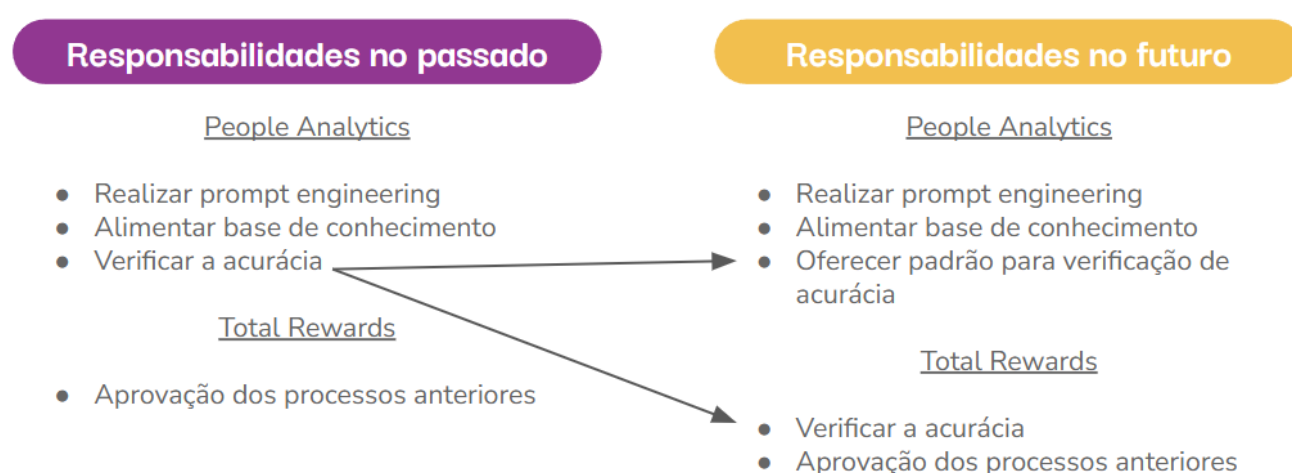 Responsabilidades no passado
People Analytics
● Realizar prompt engineering
● Alimentar base de conhecimento
● Verificar a acurácia
Total Rewards
● Aprovação dos processos anteriores
Responsabilidades no futuro
People Analytics
● Realizar prompt engineering
● Alimentar base de conhecimento
● Oferecer padrão para verificação de
acurácia
Total Rewards
● Verificar a acurácia
● Aprovação dos processos anteriores